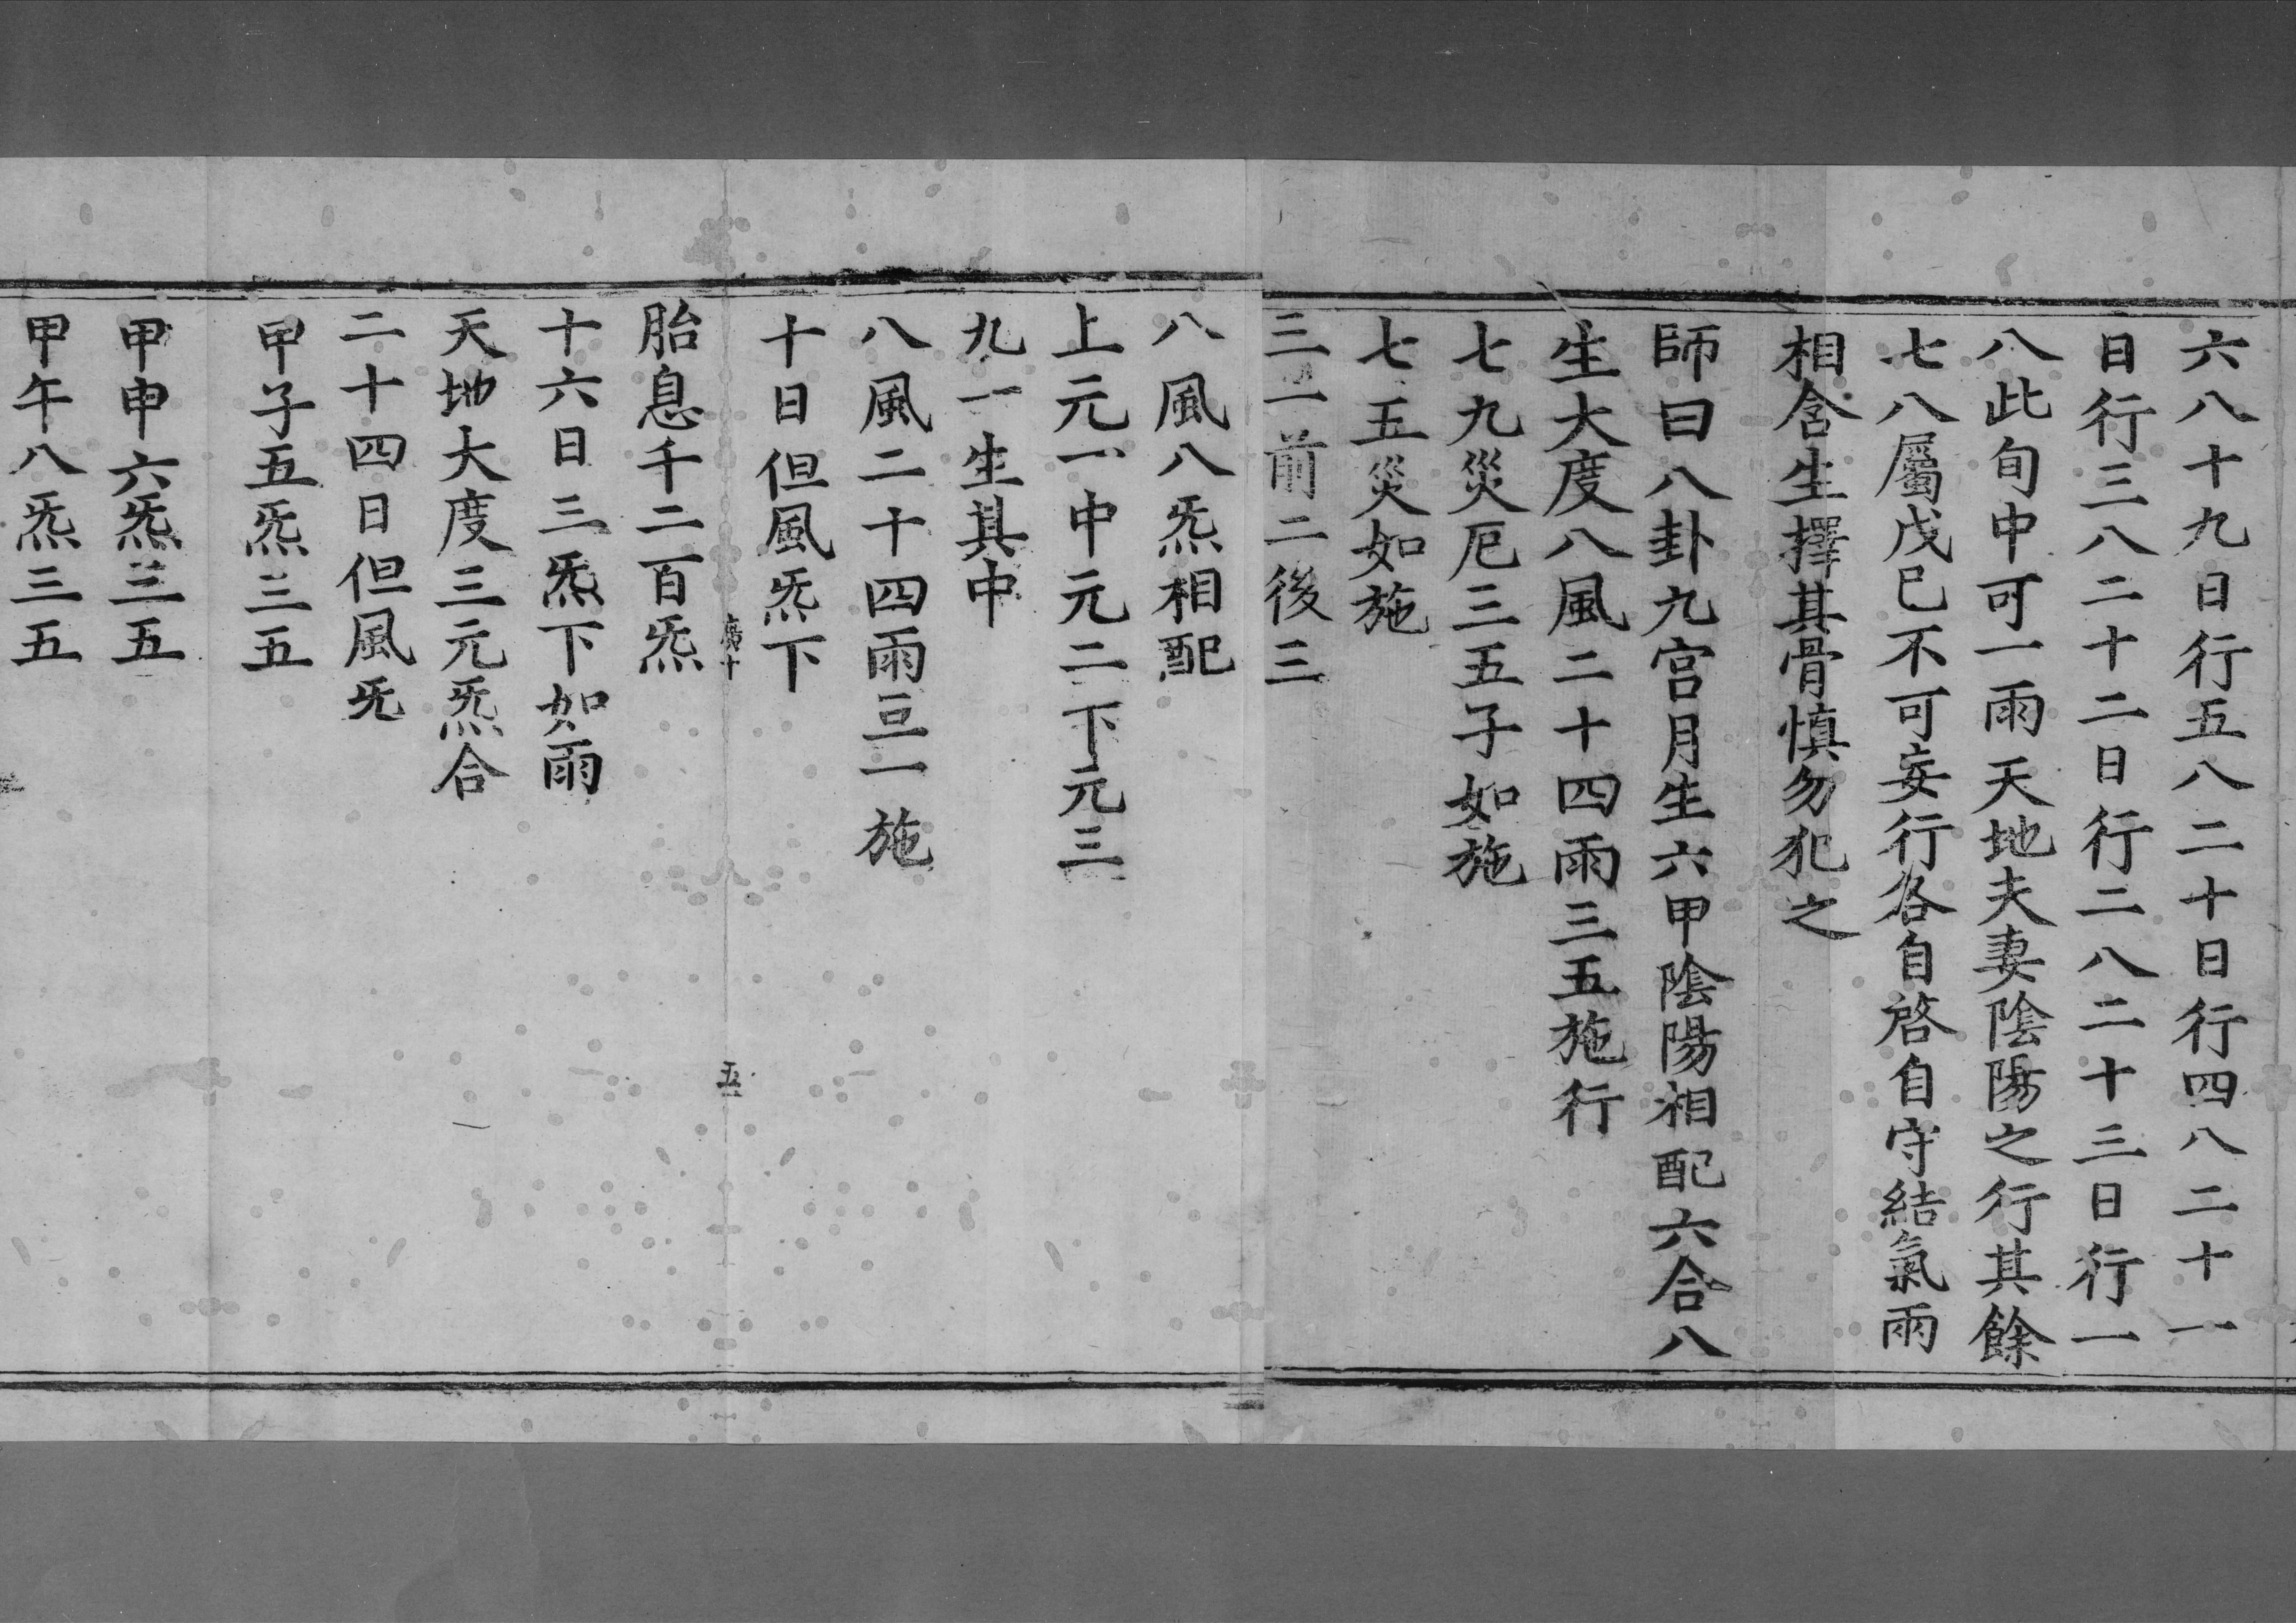 六八十九日行五八二十日行四八二十一
日行三八二十二日行二八二十三日行一
八此旬中可一雨天地夫妻陰陽之行其餘
七八屬戊巳不可妄行各自啓自守結氣雨
相含生擇其骨慎勿犯之
師曰八卦九宫月生六甲陰陽相配六合八
生大度八風二十四雨三五施行
七九災厄三五子如施
七五災如施
三一前二後三
八風八炁相配
上元一中元二下元三
九一生其中
八風二十四雨三一施
十日但風炁下
五
胎息千二百炁
十六日三炁下如雨
天地大度三元炁合
二十四日但風旡
甲子五炁三五
甲申六炁三五
甲午八炁三五